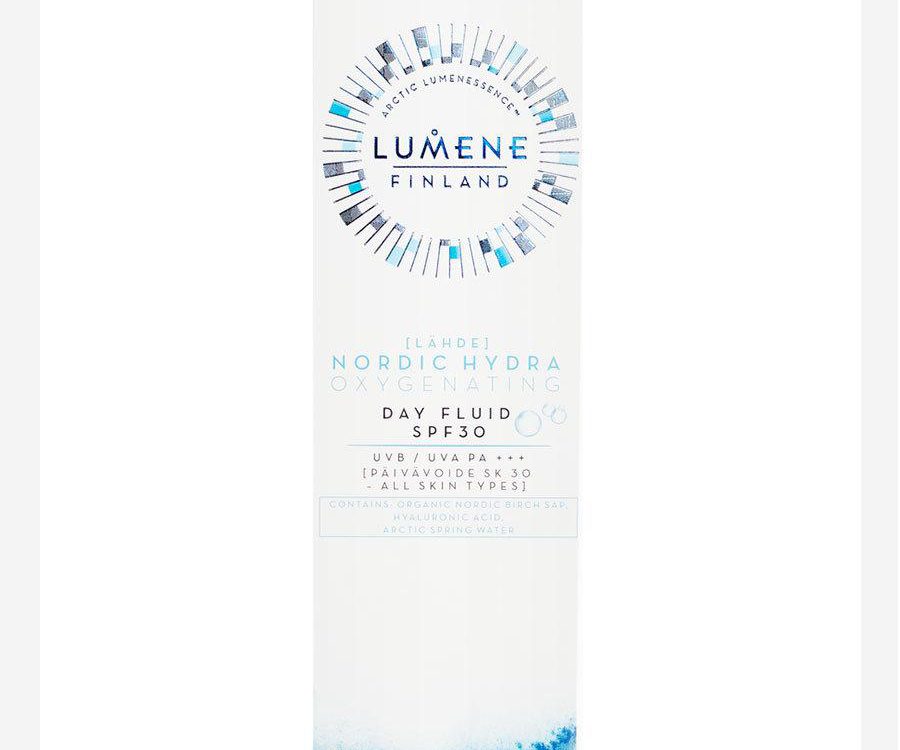 ARCTIC LUMENESSENCE™
LUMENE
FINLAND
[LÄHDE]
NORDIC HYDRA
OXYGENATING
DAY FLUID
SPF30
UVB / UVA PA +++
[PÄIVÄVOIDE SK 30
- ALL SKIN TYPES]
CONTAINS: ORGANIC NORDIC BIRCH SAP,
HYALURONIC ACID,
ARCTIC SPRING WATER